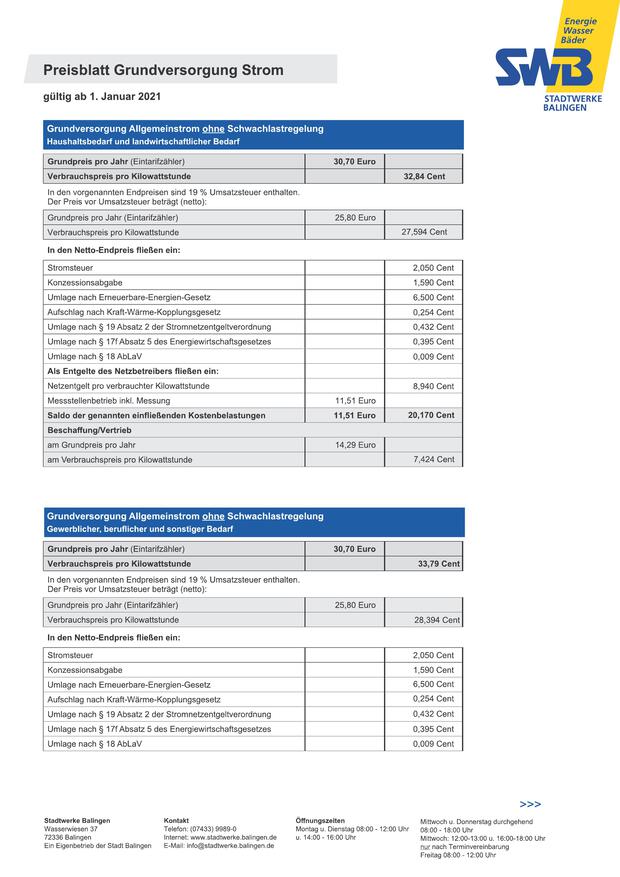 Energie
Wasser
Bäder
SWB
STADTWERKE
BALINGEN
Preisblatt Grundversorgung Strom
gültig ab 1. Januar 2021
Grundversorgung Allgemeinstrom ohne Schwachlastregelung
Haushaltsbedarf und landwirtschaftlicher Bedarf
Grundpreis pro Jahr (Eintarifzähler) 30,70 Euro
Verbrauchspreis pro Kilowattstunde 32,84 Cent
In den vorgenannten Endpreisen sind 19 % Umsatzsteuer enthalten.
Der Preis vor Umsatzsteuer beträgt (netto):
Grundpreis pro Jahr (Eintarifzähler) 25,80 Euro
Verbrauchspreis pro Kilowattstunde 27,594 Cent
In den Netto-Endpreis fließen ein:
Stromsteuer 2,050 Cent
Konzessionsabgabe 1,590 Cent
Umlage nach Erneuerbare-Energien-Gesetz 6,500 Cent
Aufschlag nach Kraft-Wärme-Kopplungsgesetz 0,254 Cent
Umlage nach § 19 Absatz 2 der Stromnetzentgeltverordnung 0,432 Cent
Umlage nach § 17f Absatz 5 des Energiewirtschaftsgesetzes 0,395 Cent
Umlage nach § 18 AbLaV 0,009 Cent
Als Entgelte des Netzbetreibers fließen ein:
Netzentgelt pro verbrauchter Kilowattstunde 8,940 Cent
Messstellenbetrieb inkl. Messung 11,51 Euro
Saldo der genannten einfließenden Kostenbelastungen 11,51 Euro 20,170 Cent
Beschaffung/Vertrieb
am Grundpreis pro Jahr 14,29 Euro
am Verbrauchspreis pro Kilowattstunde 7,424 Cent
Grundversorgung Allgemeinstrom ohne Schwachlastregelung
Gewerblicher, beruflicher und sonstiger Bedarf
Grundpreis pro Jahr (Eintarifzähler) 30,70 Euro
Verbrauchspreis pro Kilowattstunde 33,79 Cent
In den vorgenannten Endpreisen sind 19 % Umsatzsteuer enthalten.
Der Preis vor Umsatzsteuer beträgt (netto):
Grundpreis pro Jahr (Eintarifzähler) 25,80 Euro
Verbrauchspreis pro Kilowattstunde 28,394 Cent
In den Netto-Endpreis fließen ein:
Stromsteuer 2,050 Cent
Konzessionsabgabe 1,590 Cent
Umlage nach Erneuerbare-Energien-Gesetz 6,500 Cent
Aufschlag nach Kraft-Wärme-Kopplungsgesetz 0,254 Cent
Umlage nach § 19 Absatz 2 der Stromnetzentgeltverordnung 0,432 Cent
Umlage nach § 17f Absatz 5 des Energiewirtschaftsgesetzes 0,395 Cent
Umlage nach § 18 AbLaV 0,009 Cent
>>>
Stadtwerke Balingen
Wasserwiesen 37
72336 Balingen
Ein Eigenbetrieb der Stadt Balingen
Kontakt
Telefon: (07433) 9989-0
Internet: www.stadtwerke.balingen.de
E-Mail: info@stadtwerke.balingen.de
Öffnungszeiten
Montag u. Dienstag 08:00 - 12:00 Uhr
u. 14:00 - 16:00 Uhr
Mittwoch u. Donnerstag durchgehend
08:00 - 18:00 Uhr
Mittwoch: 12:00-13:00 u. 16:00-18:00 Uhr
nur nach Terminvereinbarung
Freitag 08:00 - 12:00 Uhr